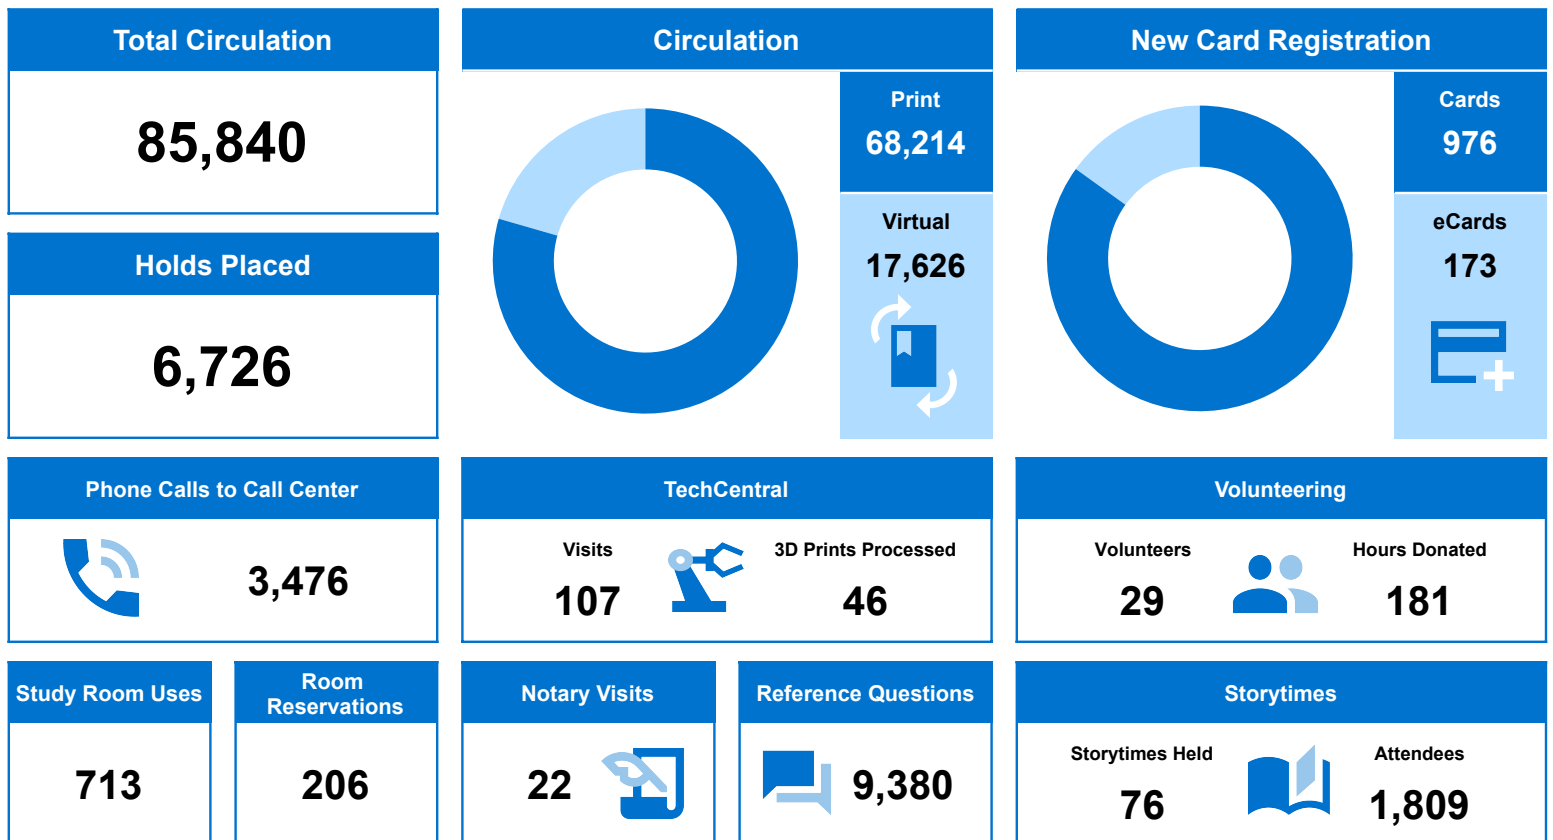 Total Circulation
85,840
Holds Placed
6,726
Circulation
Print
68,214
Virtual
17,626
New Card Registration
Cards
976
eCards
173
Phone Calls to Call Center
3,476
TechCentral
Visits
107
3D Prints Processed
46
Volunteering
Volunteers
29
Hours Donated
181
Study Room Uses
713
Room
Reservations
206
Notary Visits
22
Reference Questions
9,380
Storytimes
Storytimes Held
76
Attendees
1,809